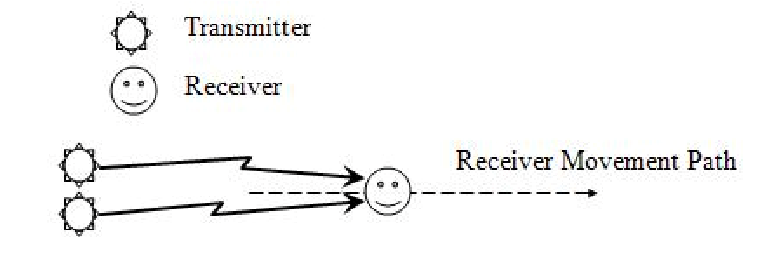 Transmitter
Receiver
Receiver Movement Path